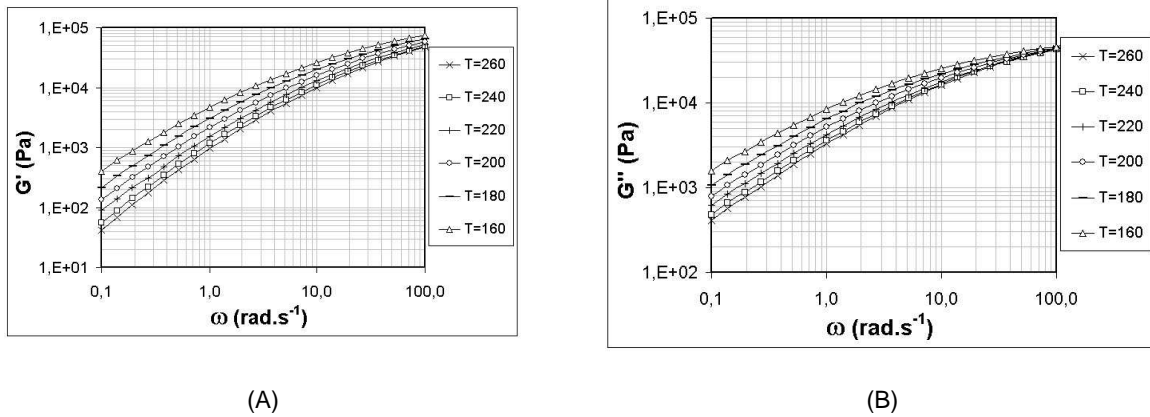 1,E+05
1,E+04
1,E+03
1,E+02
1,E+01
G' (Pa)
0,1
1,0
10,0
100,0
ω (rad.s⁻¹)
T=260
T=240
T=220
T=200
T=180
T=160
(A)
1,E+05
1,E+04
1,E+03
1,E+02
G'' (Pa)
0,1
1,0
10,0
100,0
ω (rad.s⁻¹)
T=260
T=240
T=220
T=200
T=180
T=160
(B)